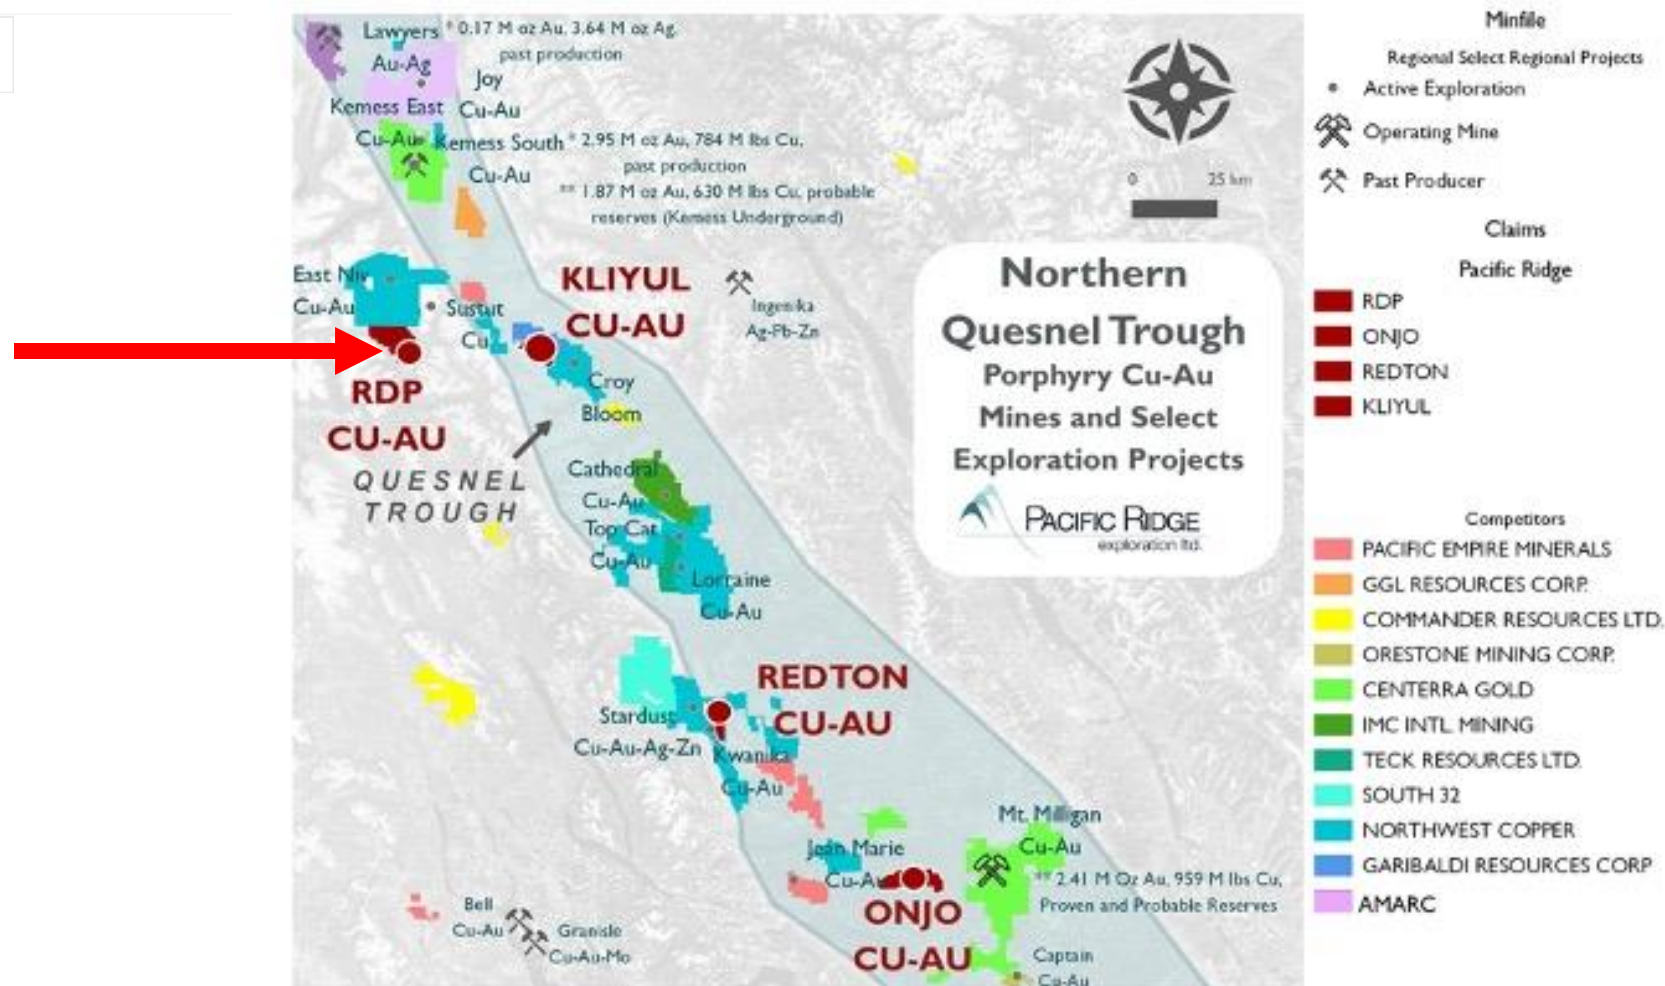 Lawyers * 0.17 M oz Au, 3.64 M oz Ag,
past production
Au-Ag
Joy
Cu-Au
Kemess East
Cu-Au
Kemess South * 2.95 M oz Au, 784 M lbs Cu,
past production
Cu-Au
** 1.87 M oz Au, 630 M lbs Cu, probable
reserves (Kemess Underground)
East Niv
Cu-Au
Sustut
Cu
KLIYUL
CU-AU
Ingenika
Ag-Pb-Zn
RDP
CU-AU
Croy
Bloom
QUESNEL
TROUGH
Cathedral
Cu-Au
Top Cat
Cu-Au
Lorraine
Cu-Au
REDTON
CU-AU
Stardust
Cu-Au-Ag-Zn
Kwanika
Cu-Au
Jean Marie
Cu-Au
Mt. Milligan
Cu-Au
** 2.41 M Oz Au, 959 M lbs Cu,
Proven and Probable Reserves
ONJO
CU-AU
Bell
Cu-Au
Granisle
Cu-Au-Mo
Captain
Cu-Au
0 25 km
Northern
Quesnel Trough
Porphyry Cu-Au
Mines and Select
Exploration Projects
PACIFIC RIDGE
exploration ltd.
Minfile
Regional Select Regional Projects
Active Exploration
Operating Mine
Past Producer
Claims
Pacific Ridge
RDP
ONJO
REDTON
KLIYUL
Competitors
PACIFIC EMPIRE MINERALS
GGL RESOURCES CORP.
COMMANDER RESOURCES LTD.
ORESTONE MINING CORP.
CENTERRA GOLD
IMC INTL. MINING
TECK RESOURCES LTD.
SOUTH 32
NORTHWEST COPPER
GARIBALDI RESOURCES CORP
AMARC